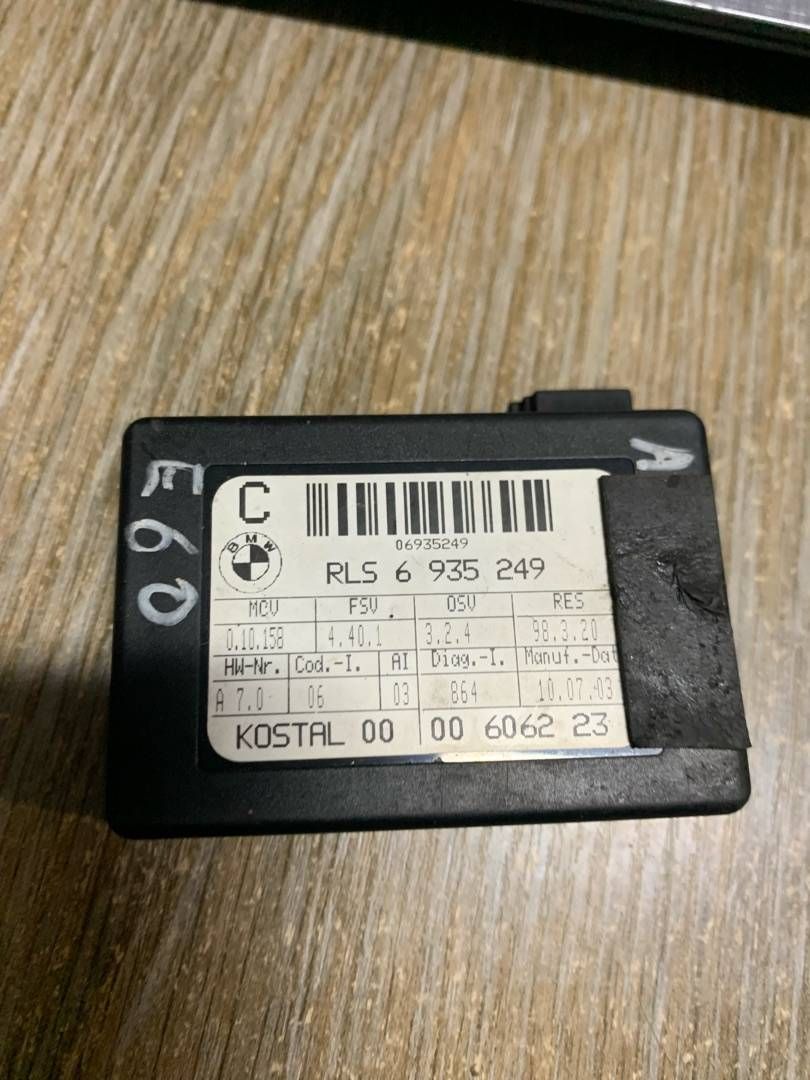 E60
A
C
06935249
BMW
RLS 6 935 249
MCV FSV OSV RES
0.10.158 4.40.1 3.2.4 98.3.20
HW-Nr. Cod.-I. AI Diag.-I. Manuf.-Dat
A 7.0 06 03 864 10.07.03
KOSTAL 00 00 6062 23